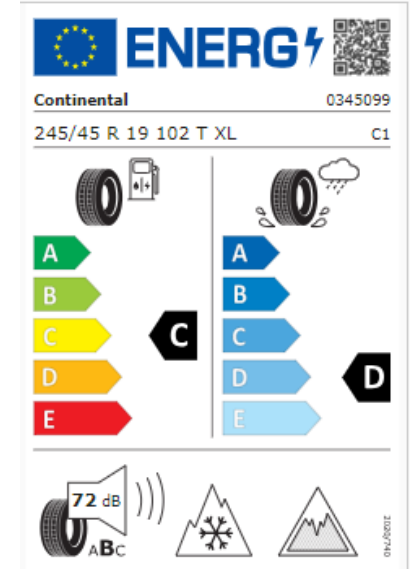 ENERG
Continental 0345099
245/45 R 19 102 T XL C1
A A
B B
C C C
D D D
E E
72 dB
ABC
2020/740